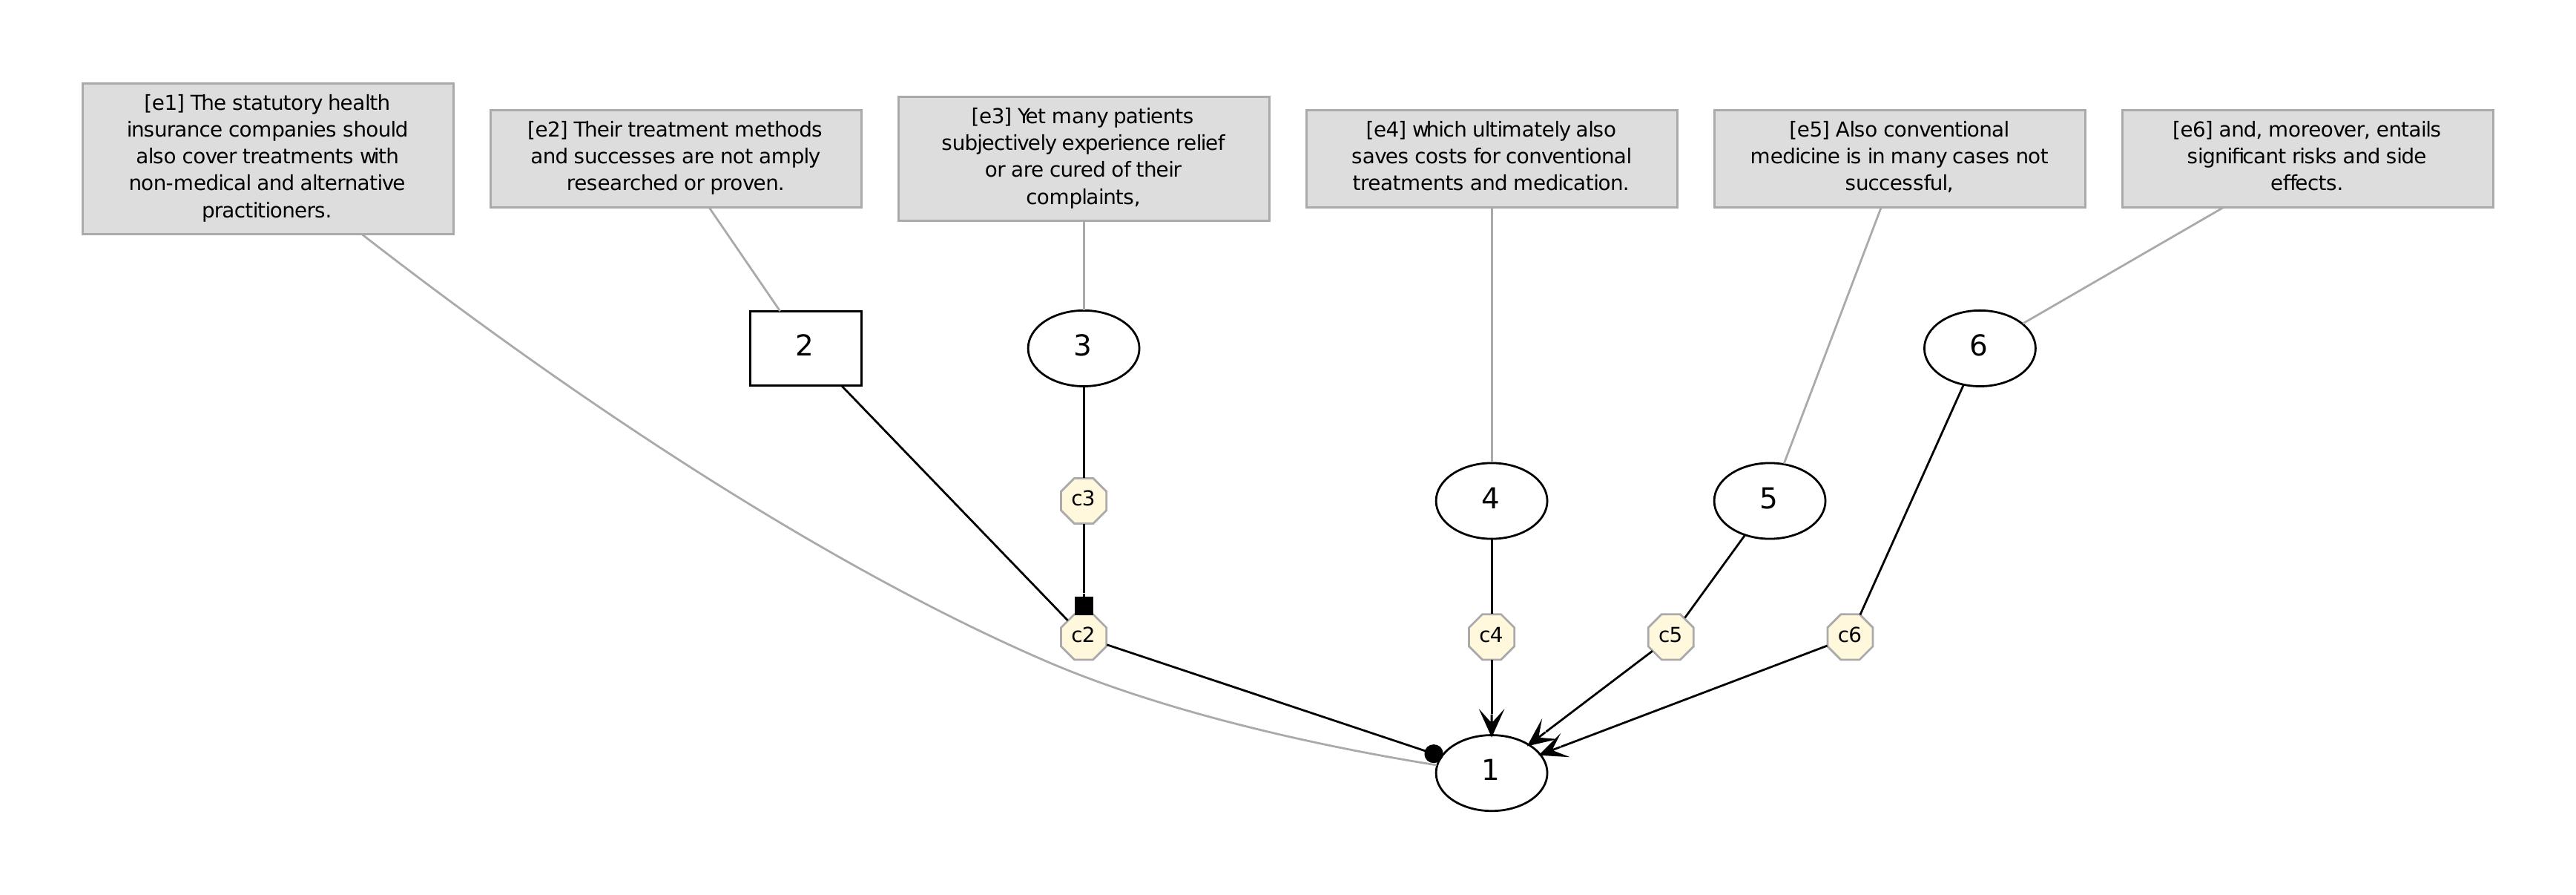 [e1] The statutory health
insurance companies should
also cover treatments with
non-medical and alternative
practitioners.
[e2] Their treatment methods
and successes are not amply
researched or proven.
[e3] Yet many patients
subjectively experience relief
or are cured of their
complaints,
[e4] which ultimately also
saves costs for conventional
treatments and medication.
[e5] Also conventional
medicine is in many cases not
successful,
[e6] and, moreover, entails
significant risks and side
effects.
2
3
6
c3
4
5
c2
c4
c5
c6
1